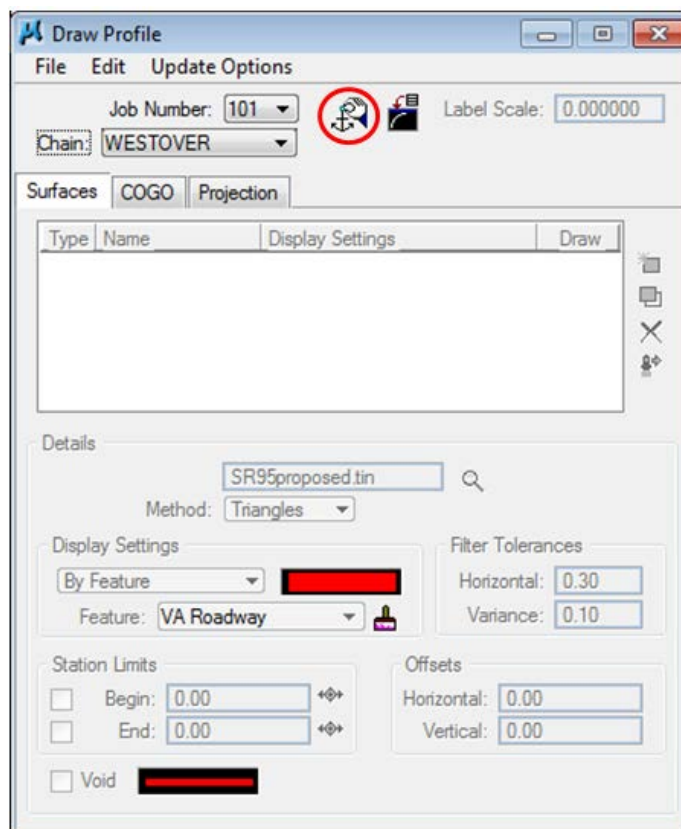 Draw Profile
File Edit Update Options
Job Number: 101 Label Scale: 0.000000
Chain: WESTOVER
Surfaces COGO Projection
Type Name Display Settings Draw
Details
SR95proposed.tin
Method: Triangles
Display Settings Filter Tolerances
By Feature Horizontal: 0.30
Feature: VA Roadway Variance: 0.10
Station Limits Offsets
Begin: 0.00 Horizontal: 0.00
End: 0.00 Vertical: 0.00
Void